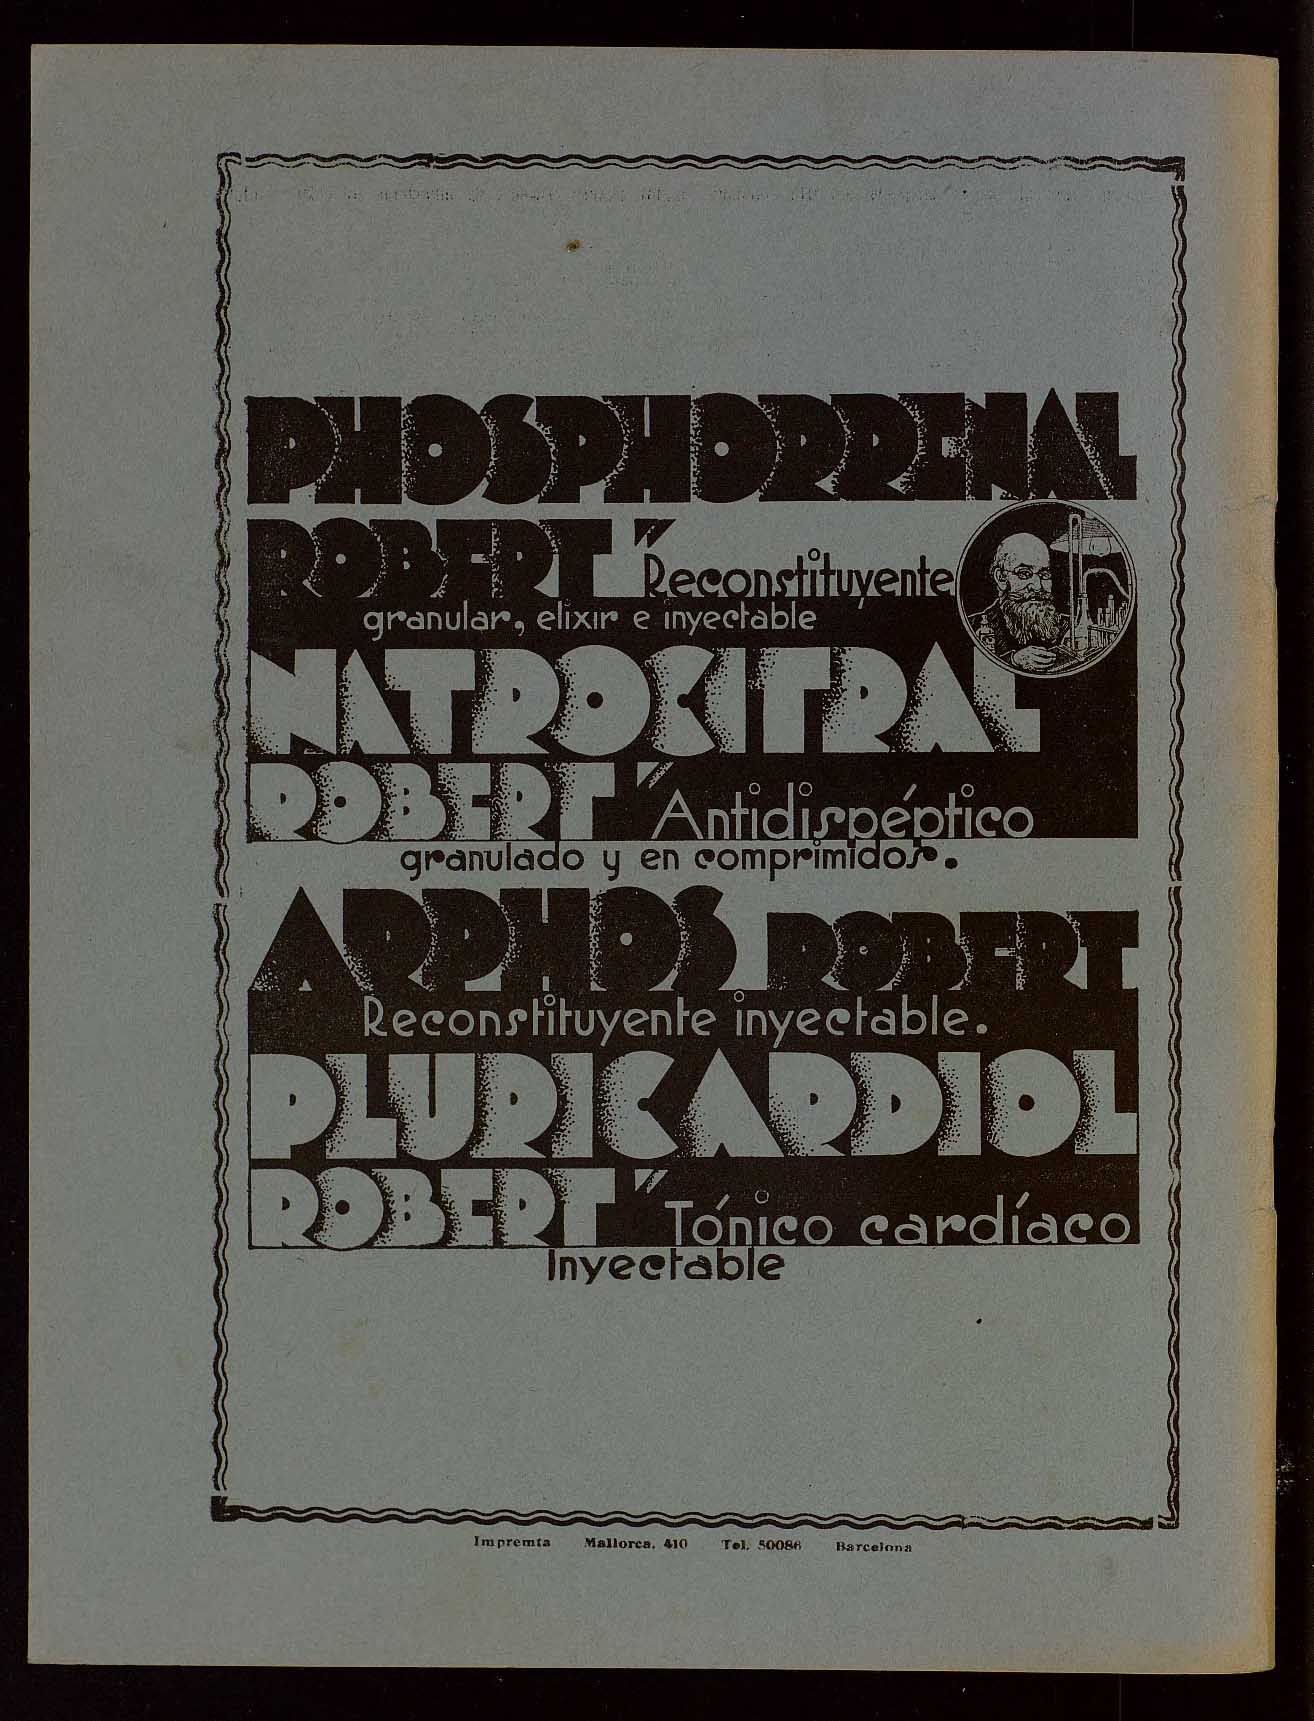 PHOSPHORRENAL
ROBERT " Reconstituyente
granular, elixir e inyectable
NATROCITRAL
ROBERT " Antidispéptico
granulado y en comprimidos.
ARPHOS ROBERT
Reconstituyente inyectable.
PLURICARDIOL
ROBERT " Tónico cardíaco
Inyectable
Impremta Mallorca, 410 Tel. 50086 Barcelona